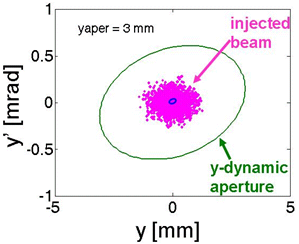 1
0.5
0
-0.5
-1
-5
0
5
y' [mrad]
y [mm]
yaper = 3 mm
injected
beam
y-dynamic
aperture